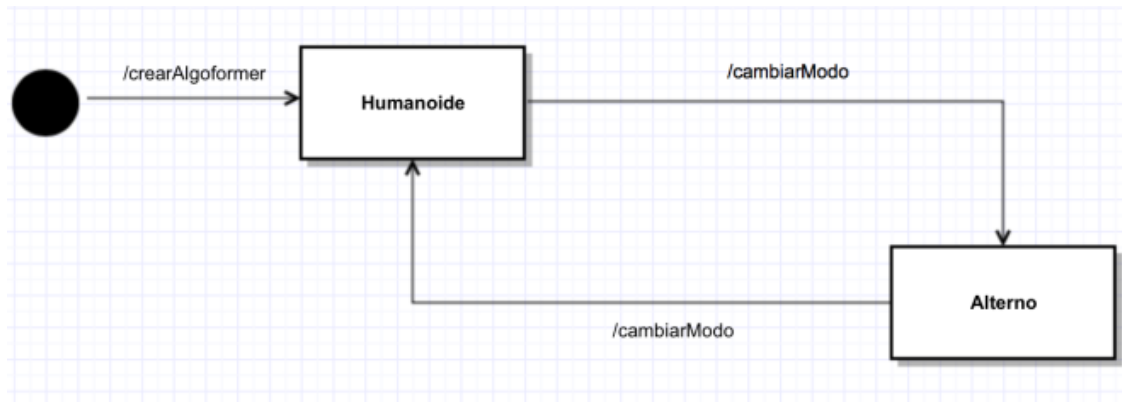 /crearAlgoformer
Humanoide
/cambiarModo
Alterno
/cambiarModo